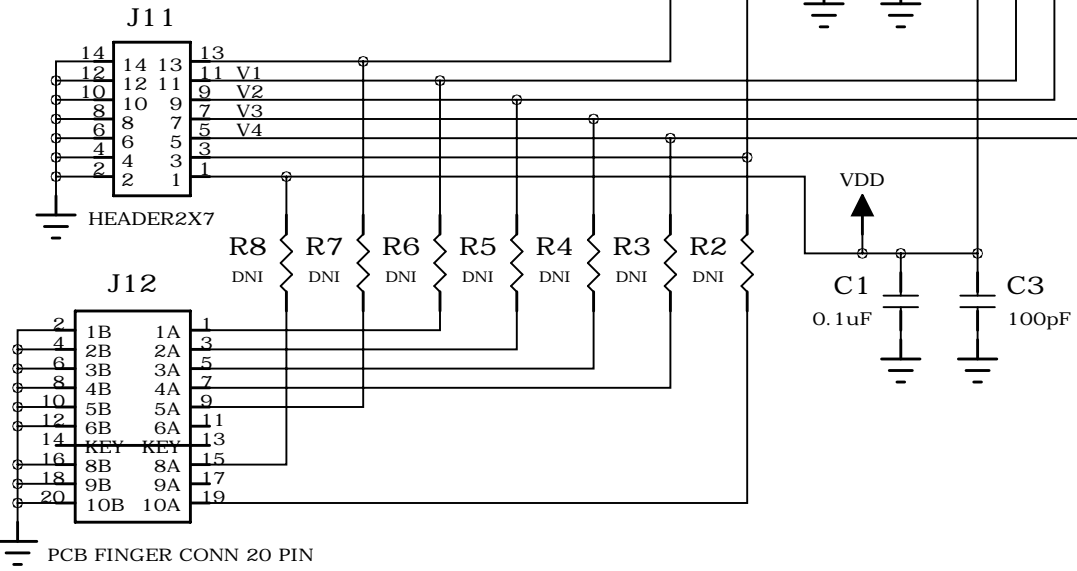 J11
14 14 13 13
12 12 11 11 V1
10 10 9 9 V2
8 8 7 7 V3
6 6 5 5 V4
4 4 3 3
2 2 1 1
HEADER2X7
VDD
R8 R7 R6 R5 R4 R3 R2
DNI DNI DNI DNI DNI DNI DNI
C1 C3
0.1uF 100pF
J12
2 1B 1A 1
4 2B 2A 3
6 3B 3A 5
8 4B 4A 7
10 5B 5A 9
12 6B 6A 11
14 KEY KEY 13
16 8B 8A 15
18 9B 9A 17
20 10B 10A 19
PCB FINGER CONN 20 PIN